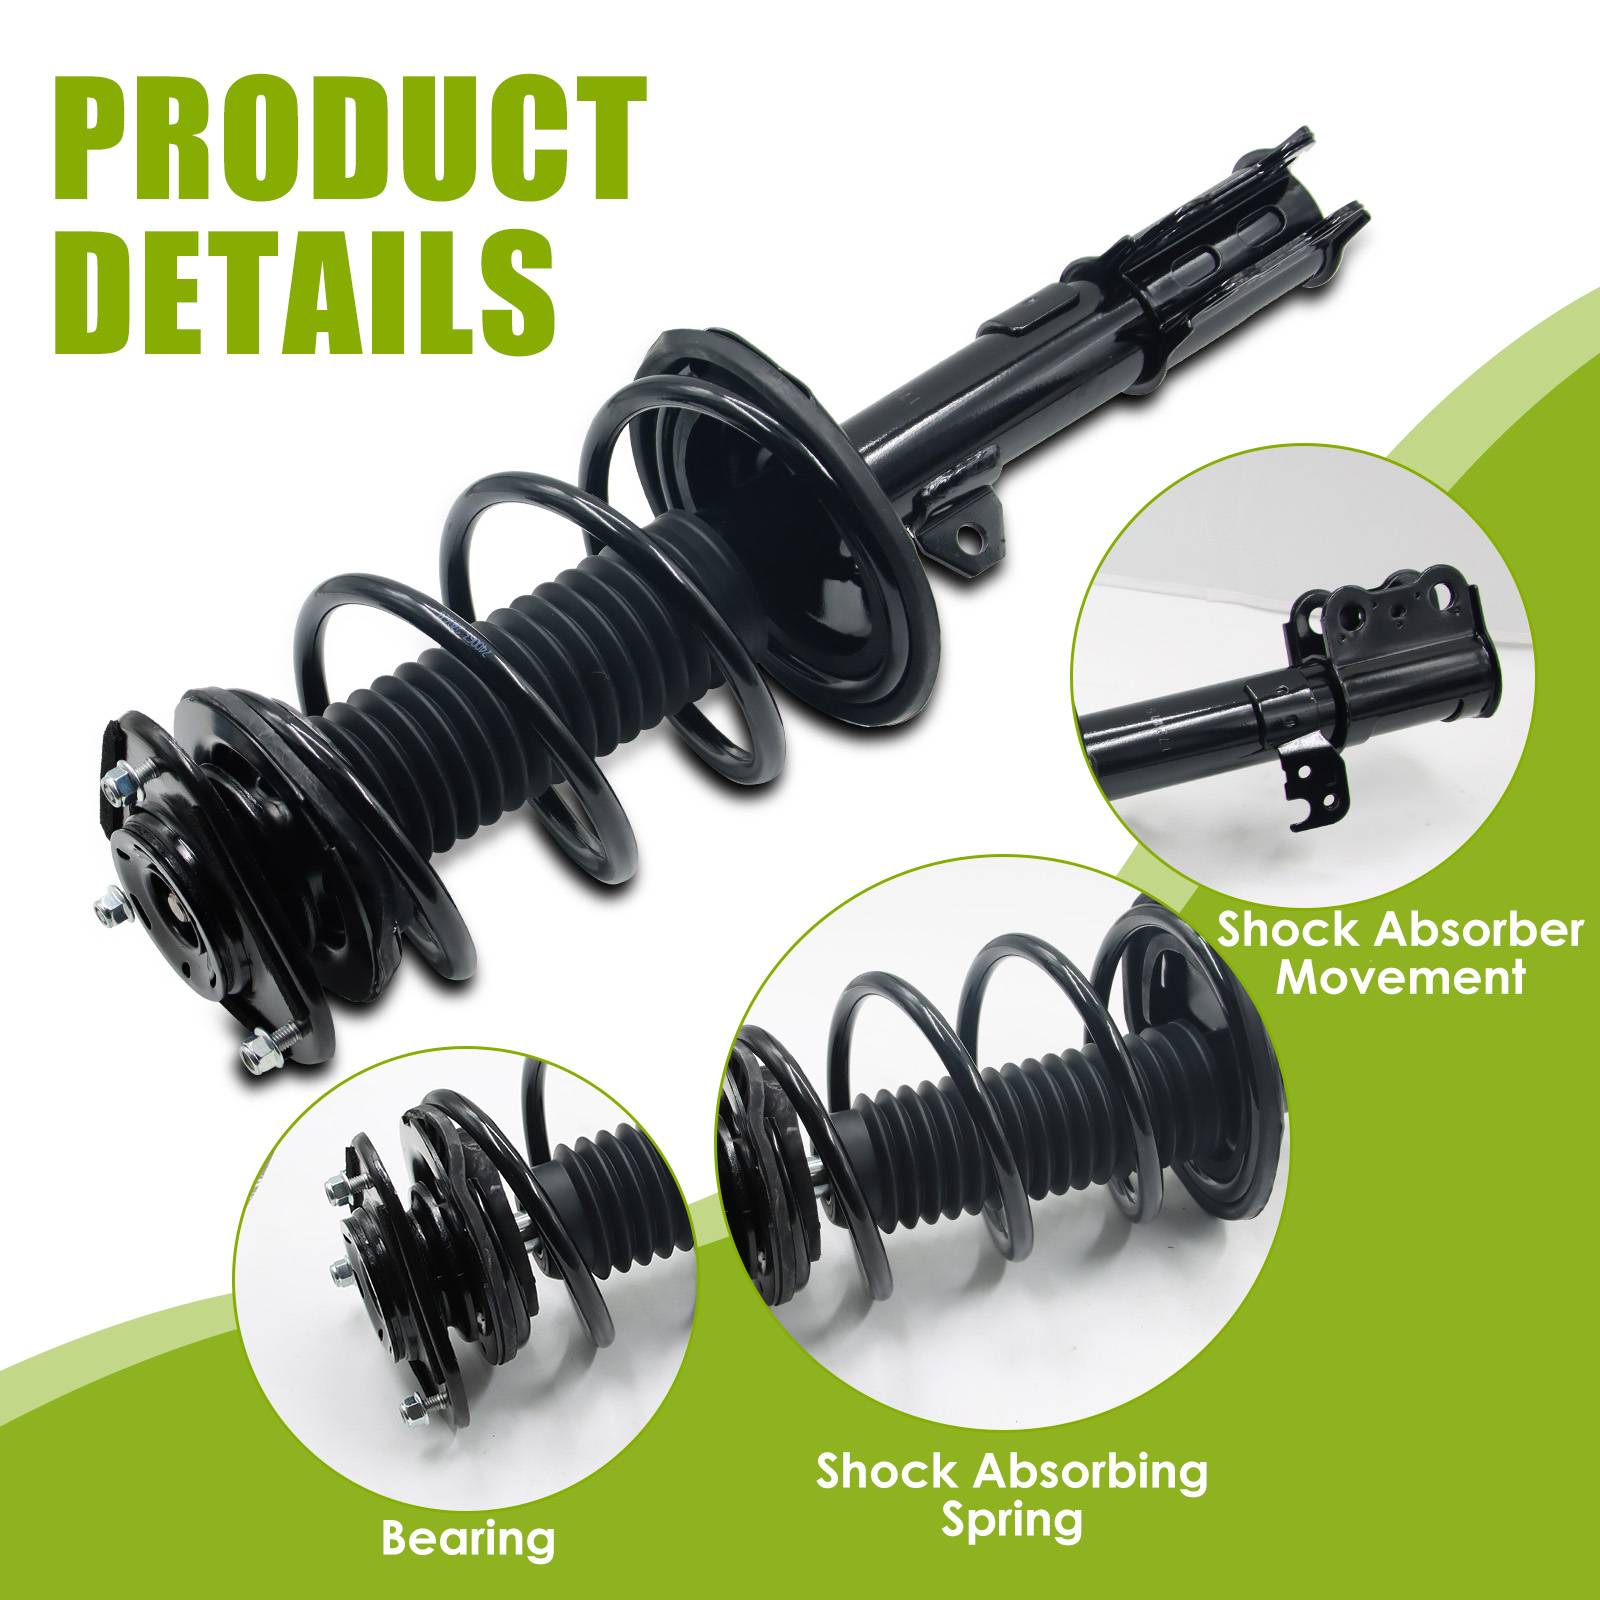 PRODUCT
DETAILS
Shock Absorber
Movement
Shock Absorbing
Spring
Bearing